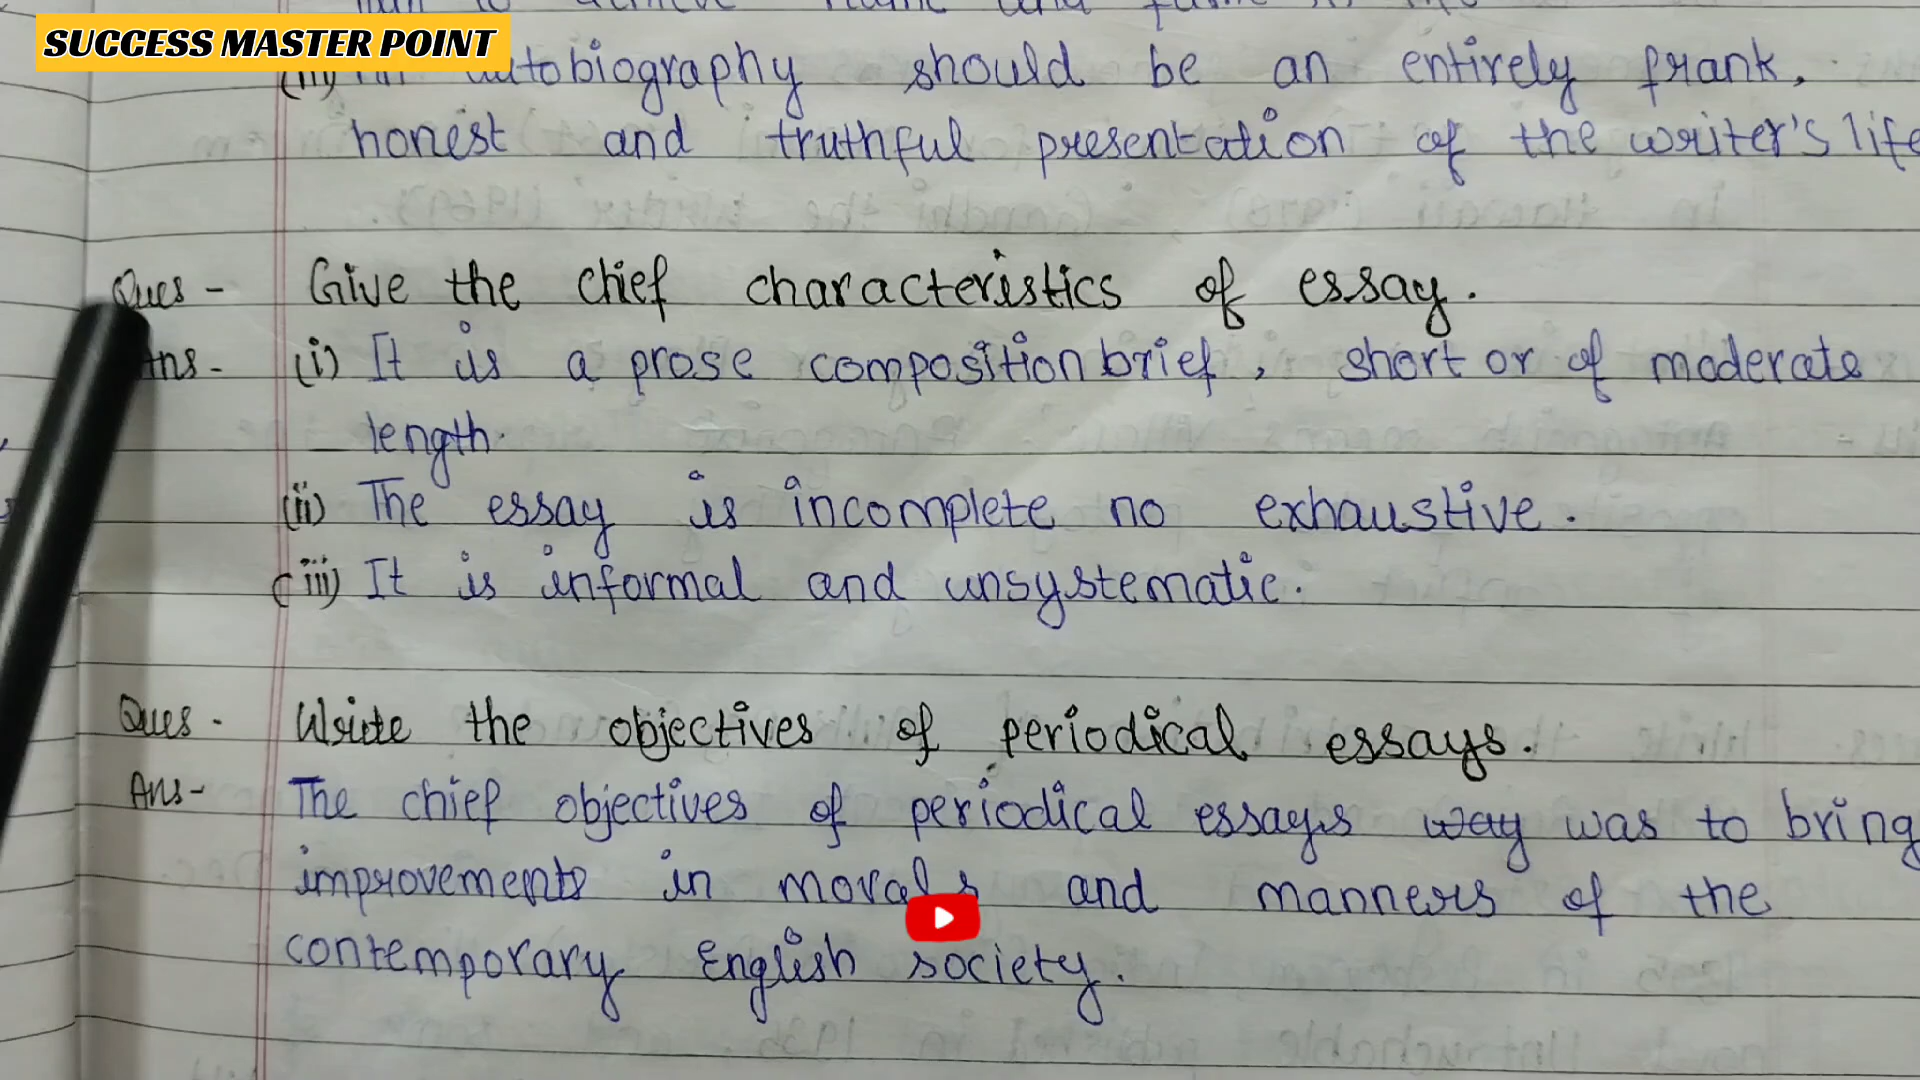 SUCCESS MASTER POINT
(iii) autobiography should be an entirely frank,
honest and truthful presentation of the writer's life
Ques - Give the chief characteristics of essay.
Ans- (i) It is a prose composition brief, short or of moderate
length.
(ii) The essay is incomplete no exhaustive.
(iii) It is informal and unsystematic.
Ques- Write the objectives of periodical essays.
Ans- The chief objectives of periodical essays way was to bring
improvements in morals and manners of the
contemporary English society.